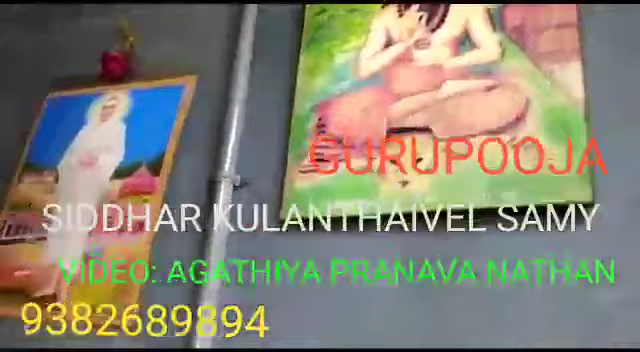 GURUPOOJA
SIDDHAR KULANTHAIVEL SAMY
VIDEO: AGATHIYA PRANAVA NATHAN
9382689894